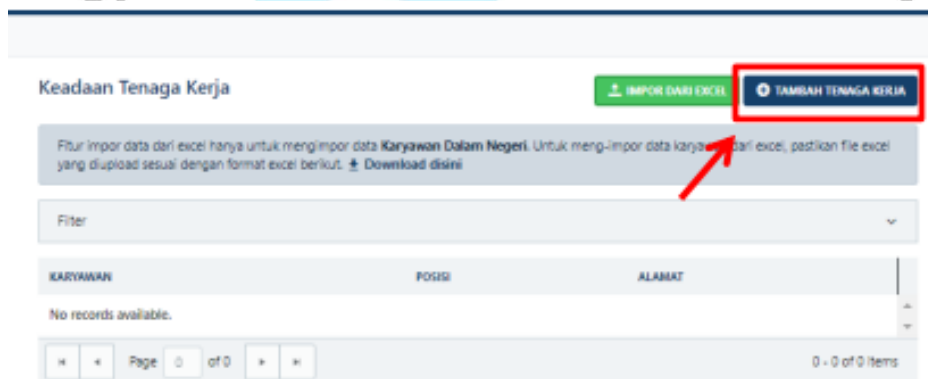 Keadaan Tenaga Kerja
IMPOR DARI EXCEL
TAMBAH TENAGA KERJA
Fitur impor data dari excel hanya untuk mengimpor data Karyawan Dalam Negeri. Untuk meng-impor data dari excel, pastikan file excel
yang diupload sesuai dengan format excel berikut. Download disini
Filter
KARYAWAN POSISI ALAMAT
No records available.
Page 0 of 0
0 - 0 of 0 items